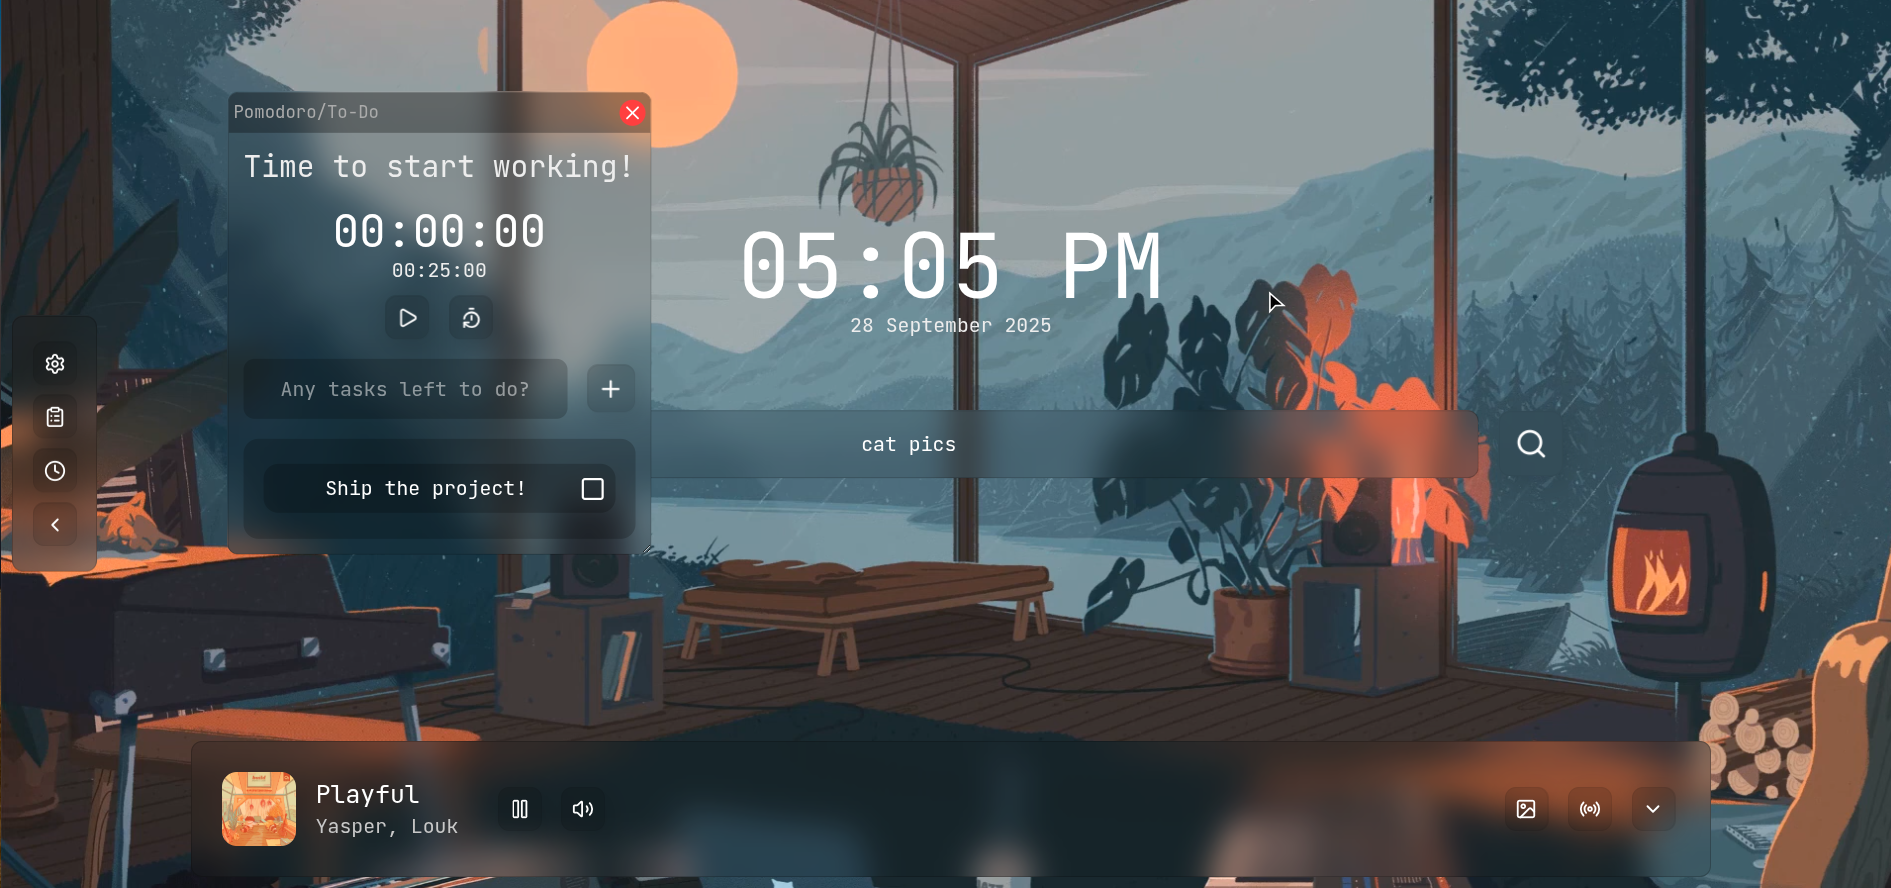 Pomodoro/To-Do
Time to start working!
00:00:00
00:25:00
Any tasks left to do?
Ship the project!
05:05 PM
28 September 2025
cat pics
Playful
Yasper, Louk